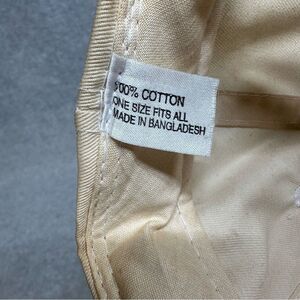 100% COTTON
ONE SIZE FITS ALL
MADE IN BANGLADESH